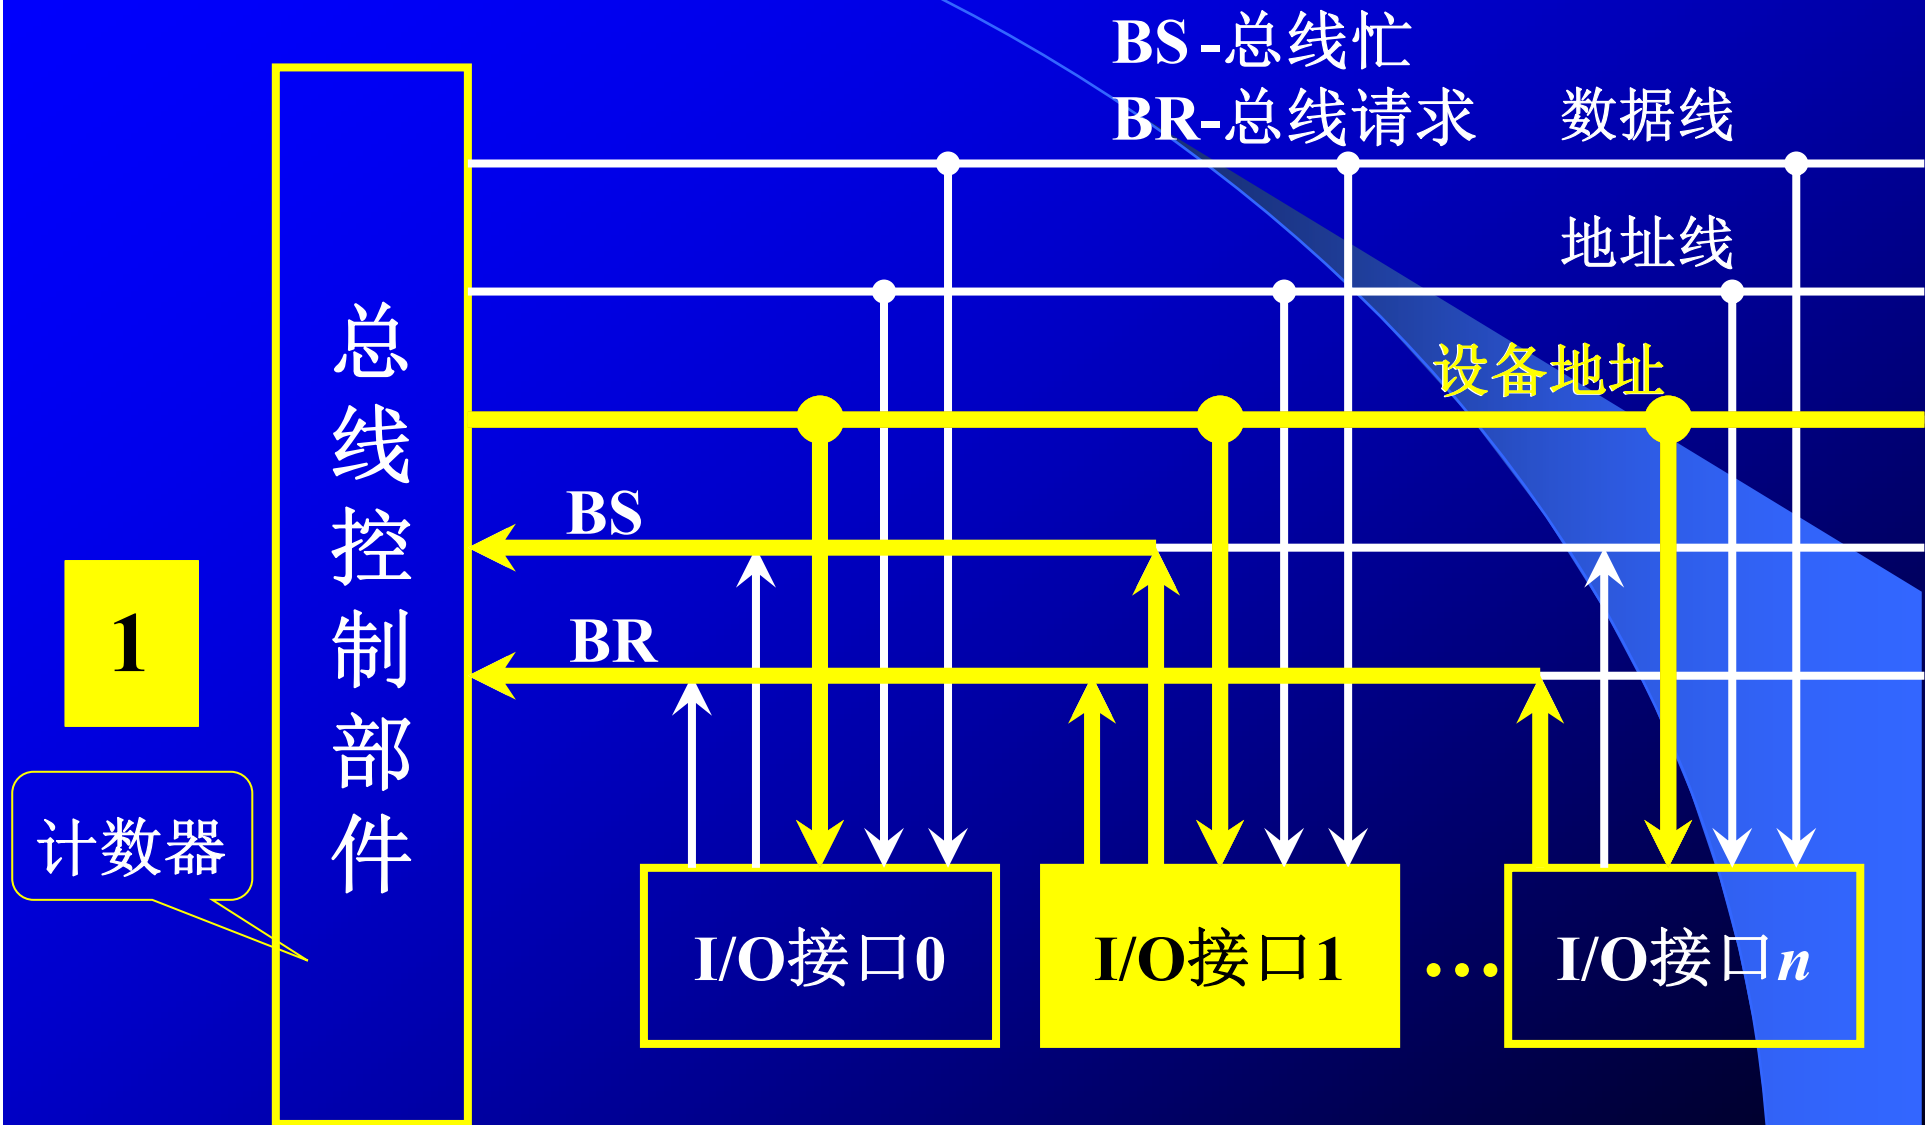 BS-总线忙
BR-总线请求
数据线
地址线
设备地址
BS
BR
总线控制部件
1
计数器
I/O接口0
I/O接口1
…
I/O接口n